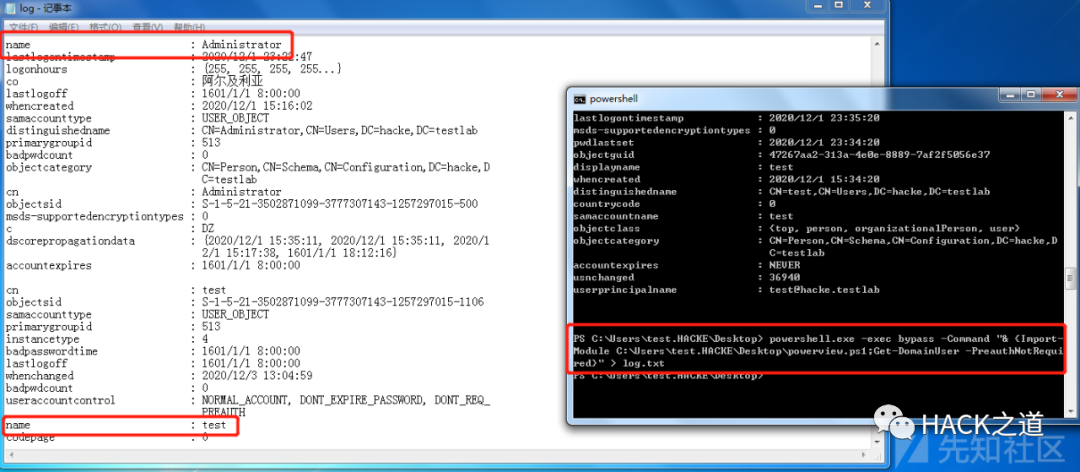 log - 记事本
文件(F) 编辑(E) 格式(O) 查看(V) 帮助(H)
name : Administrator
lastlogontimestamp : 2020/12/1 23:22:47
logonhours : {255, 255, 255, 255...}
co : 阿尔及利亚
lastlogoff : 1601/1/1 8:00:00
whencreated : 2020/12/1 15:16:02
samaccounttype : USER_OBJECT
distinguishedname : CN=Administrator,CN=Users,DC=hacke,DC=testlab
primarygroupid : 513
badpwdcount : 0
objectcategory : CN=Person,CN=Schema,CN=Configuration,DC=hacke,D
C=testlab
cn : Administrator
objectsid : S-1-5-21-3502871099-3777307143-1257297015-500
msds-supportedencryptiontypes : 0
c : DZ
dscorepropagationdata : {2020/12/1 15:35:11, 2020/12/1 15:35:11, 2020/1
2/1 15:17:38, 1601/1/1 18:12:16}
accountexpires : 1601/1/1 8:00:00
cn : test
objectsid : S-1-5-21-3502871099-3777307143-1257297015-1106
samaccounttype : USER_OBJECT
primarygroupid : 513
instancetype : 4
badpasswordtime : 1601/1/1 8:00:00
lastlogoff : 1601/1/1 8:00:00
whenchanged : 2020/12/3 13:04:59
badpwdcount : 0
useraccountcontrol : NORMAL_ACCOUNT, DONT_EXPIRE_PASSWORD, DONT_REQ_
PREAUTH
name : test
codepage : 0
powershell
lastlogontimestamp : 2020/12/1 23:35:20
msds-supportedencryptiontypes : 0
pwdlastset : 2020/12/1 23:34:20
objectguid : 47267aa2-313a-4e0e-8889-7af2f5056e37
displayname : test
whencreated : 2020/12/1 15:34:20
distinguishedname : CN=test,CN=Users,DC=hacke,DC=testlab
countrycode : 0
samaccountname : test
objectclass : {top, person, organizationalPerson, user}
objectcategory : CN=Person,CN=Schema,CN=Configuration,DC=hacke,D
C=testlab
accountexpires : NEVER
usnchanged : 36940
userprincipalname : test@hacke.testlab
PS C:\Users\test.HACKE\Desktop> powershell.exe -exec bypass -Command "& {Import-
Module C:\Users\test.HACKE\Desktop\powerview.ps1;Get-DomainUser -PreauthNotRequi
red}" > log.txt
PS C:\Users\test.HACKE\Desktop>
HACK之道
先知社区